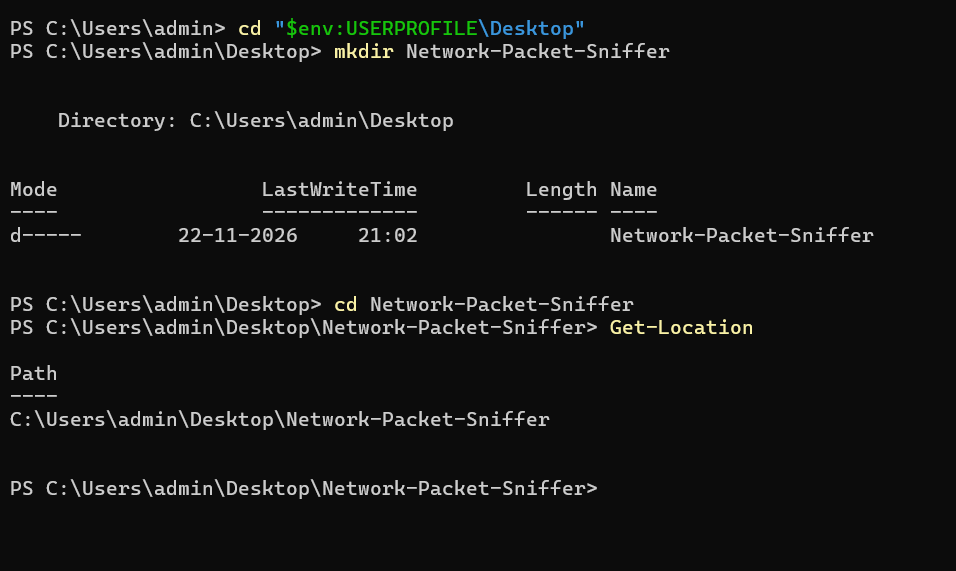 PS C:\Users\admin> cd "$env:USERPROFILE\Desktop"
PS C:\Users\admin\Desktop> mkdir Network-Packet-Sniffer
    Directory: C:\Users\admin\Desktop
Mode                 LastWriteTime         Length Name
----                 -------------         ------ ----
d-----        22-11-2026     21:02                Network-Packet-Sniffer
PS C:\Users\admin\Desktop> cd Network-Packet-Sniffer
PS C:\Users\admin\Desktop\Network-Packet-Sniffer> Get-Location
Path
----
C:\Users\admin\Desktop\Network-Packet-Sniffer
PS C:\Users\admin\Desktop\Network-Packet-Sniffer>